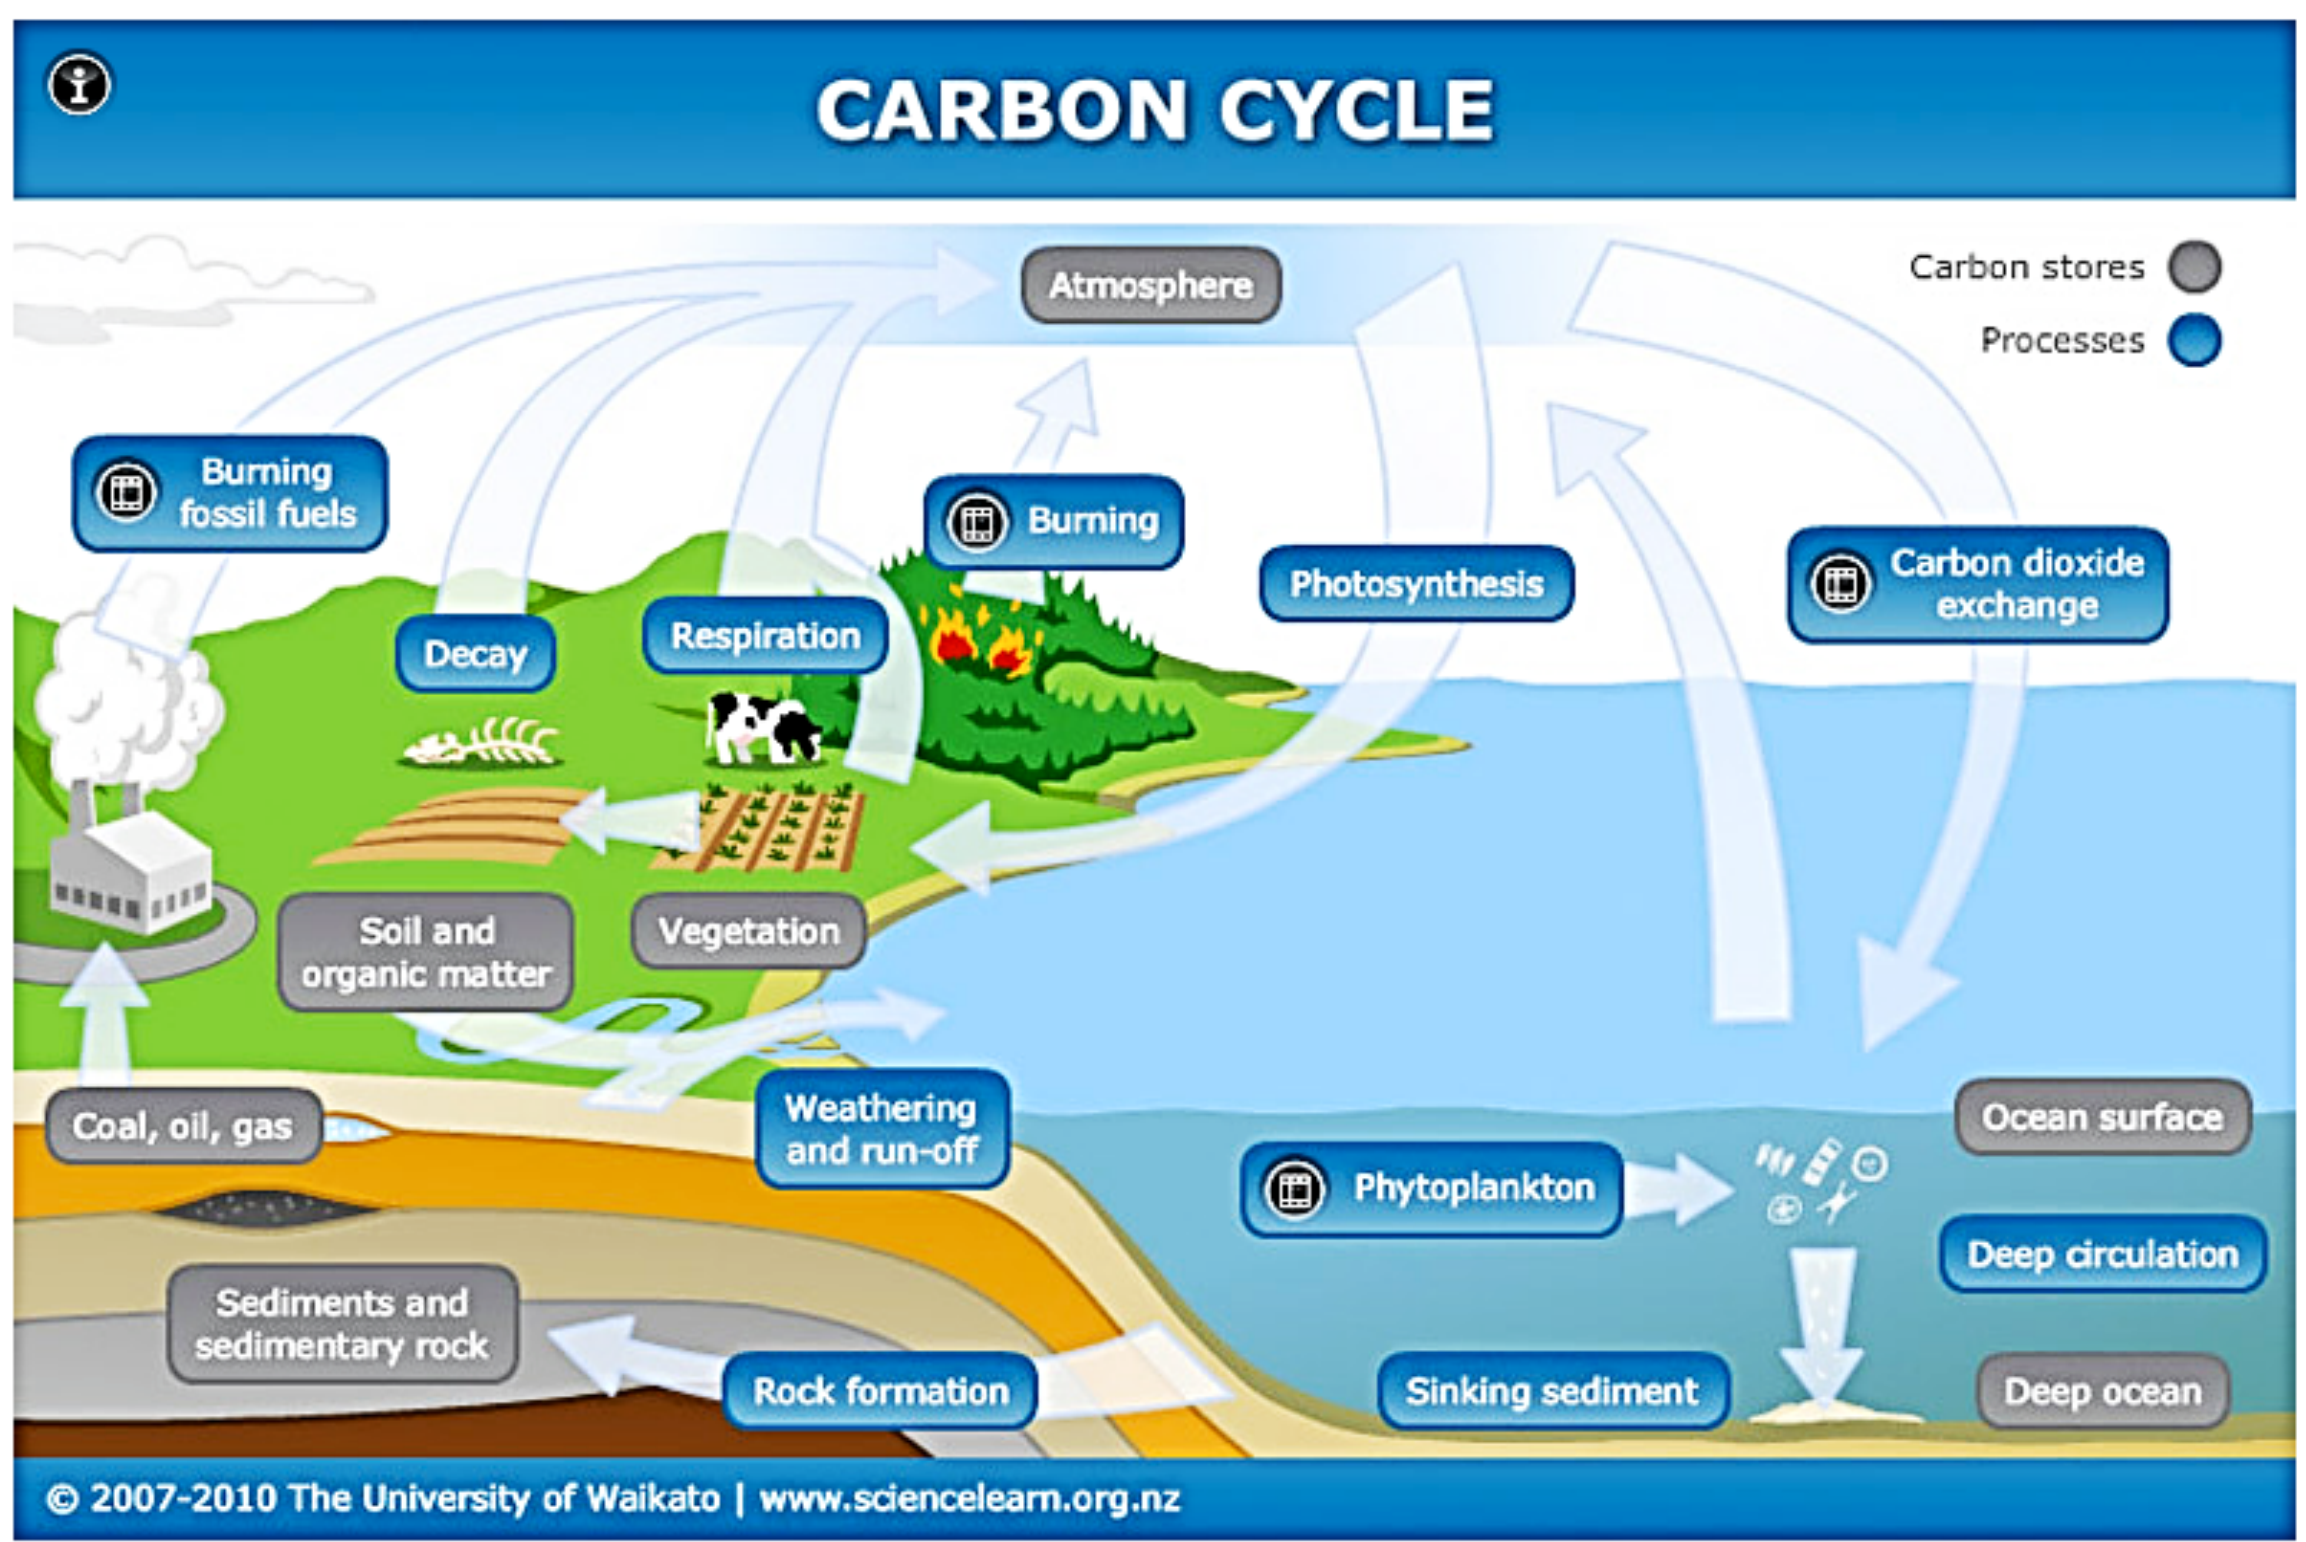 CARBON CYCLE
Atmosphere
Carbon stores
Processes
Burning
fossil fuels
Burning
Photosynthesis
Carbon dioxide
exchange
Decay
Respiration
Soil and
organic matter
Vegetation
Coal, oil, gas
Weathering
and run-off
Ocean surface
Phytoplankton
Deep circulation
Sediments and
sedimentary rock
Rock formation
Sinking sediment
Deep ocean
© 2007-2010 The University of Waikato | www.sciencelearn.org.nz